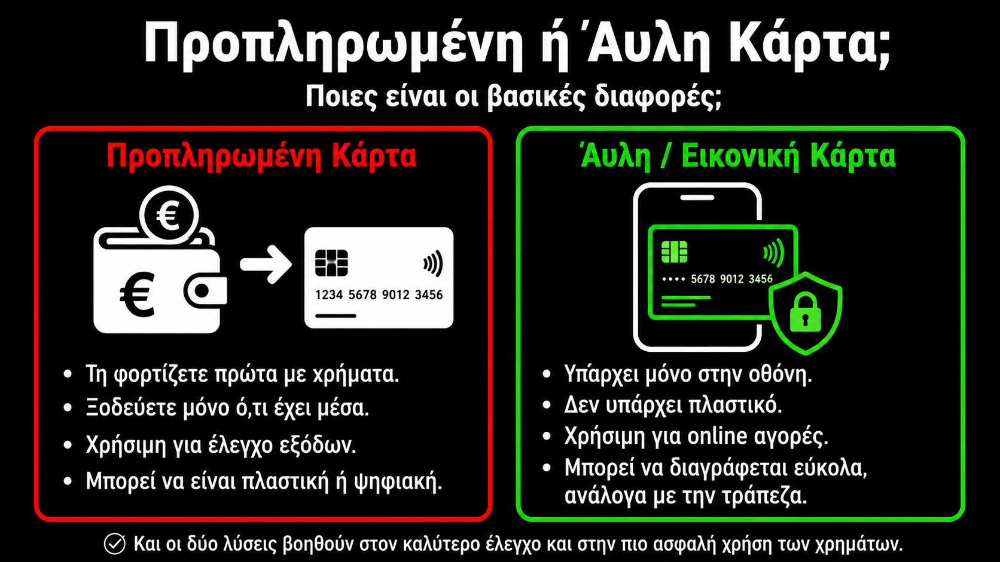 Προπληρωμένη ή Άυλη Κάρτα;
Ποιες είναι οι βασικές διαφορές;
Προπληρωμένη Κάρτα
€
€
1234 5678 9012 3456
• Τη φορτίζετε πρώτα με χρήματα.
• Ξοδεύετε μόνο ό,τι έχει μέσα.
• Χρήσιμη για έλεγχο εξόδων.
• Μπορεί να είναι πλαστική ή ψηφιακή.
Άυλη / Εικονική Κάρτα
•••• 5678 9012 3456
• Υπάρχει μόνο στην οθόνη.
• Δεν υπάρχει πλαστικό.
• Χρήσιμη για online αγορές.
• Μπορεί να διαγράφεται εύκολα,
ανάλογα με την τράπεζα.
Και οι δύο λύσεις βοηθούν στον καλύτερο έλεγχο και στην πιο ασφαλή χρήση των χρημάτων.